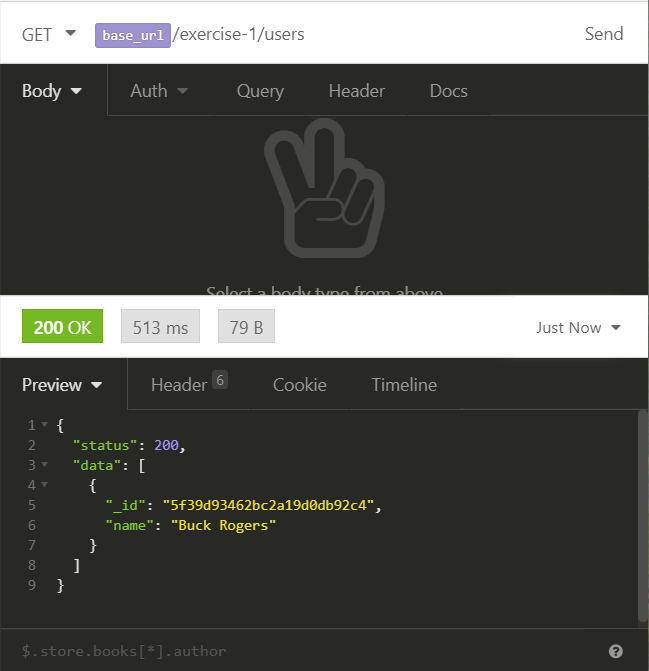 GET base_url/exercise-1/users Send
Body Auth Query Header Docs
Select a body type from above
200 OK 513 ms 79 B Just Now
Preview Header 6 Cookie Timeline
1 {
2 "status": 200,
3 "data": [
4 {
5 "_id": "5f39d93462bc2a19d0db92c4",
6 "name": "Buck Rogers"
7 }
8 ]
9 }
$.store.books[*].author ?